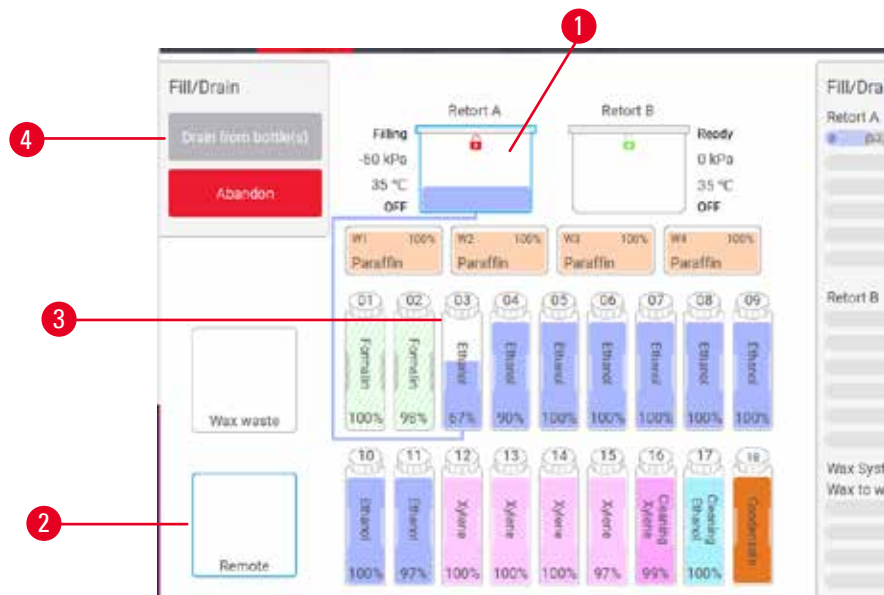 1
Fill/Drain
Drain from bottle(s)
Abandon
4
Retort A
Filling
-60 kPa
35 °C
OFF
Retort B
Ready
0 kPa
35 °C
OFF
W1 100%
Paraffin
W2 100%
Paraffin
W3 100%
Paraffin
W4 100%
Paraffin
3
01 02 03 04 05 06 07 08 09
Formalin Formalin Ethanol Ethanol Ethanol Ethanol Ethanol Ethanol Ethanol
100% 98% 67% 90% 100% 100% 100% 100% 100%
Wax waste
2
Remote
10 11 12 13 14 15 16 17 18
Ethanol Ethanol Xylene Xylene Xylene Xylene Cleaning Xylene Cleaning Ethanol Condensate
100% 97% 100% 100% 100% 97% 99% 100%
Fill/Dra
Retort A
Retort B
Wax Syst
Wax to w